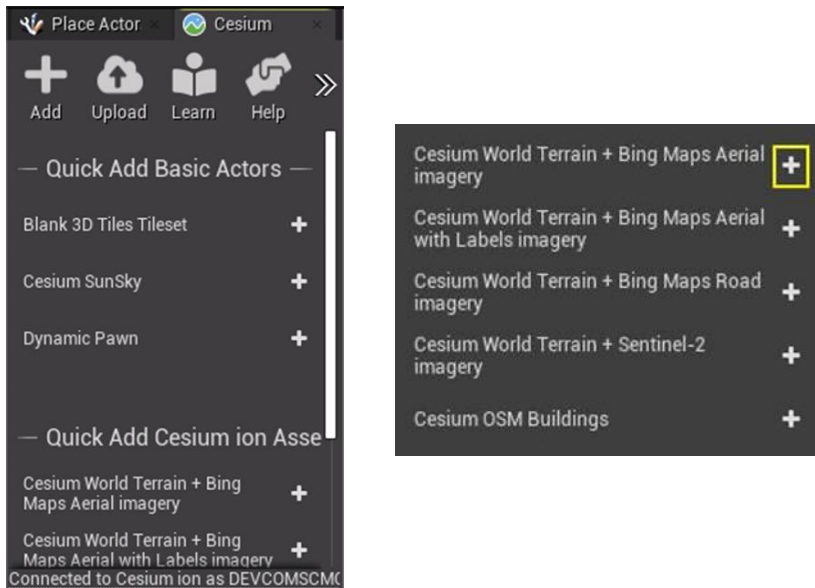 Place Actor
Cesium
Add
Upload
Learn
Help
Quick Add Basic Actors
Blank 3D Tiles Tileset
Cesium SunSky
Dynamic Pawn
Quick Add Cesium ion Asse
Cesium World Terrain + Bing
Maps Aerial imagery
Cesium World Terrain + Bing
Maps Aerial with Labels imagery
Connected to Cesium ion as DEVCOMSCMC
Cesium World Terrain + Bing Maps Aerial
imagery
Cesium World Terrain + Bing Maps Aerial
with Labels imagery
Cesium World Terrain + Bing Maps Road
imagery
Cesium World Terrain + Sentinel-2
imagery
Cesium OSM Buildings